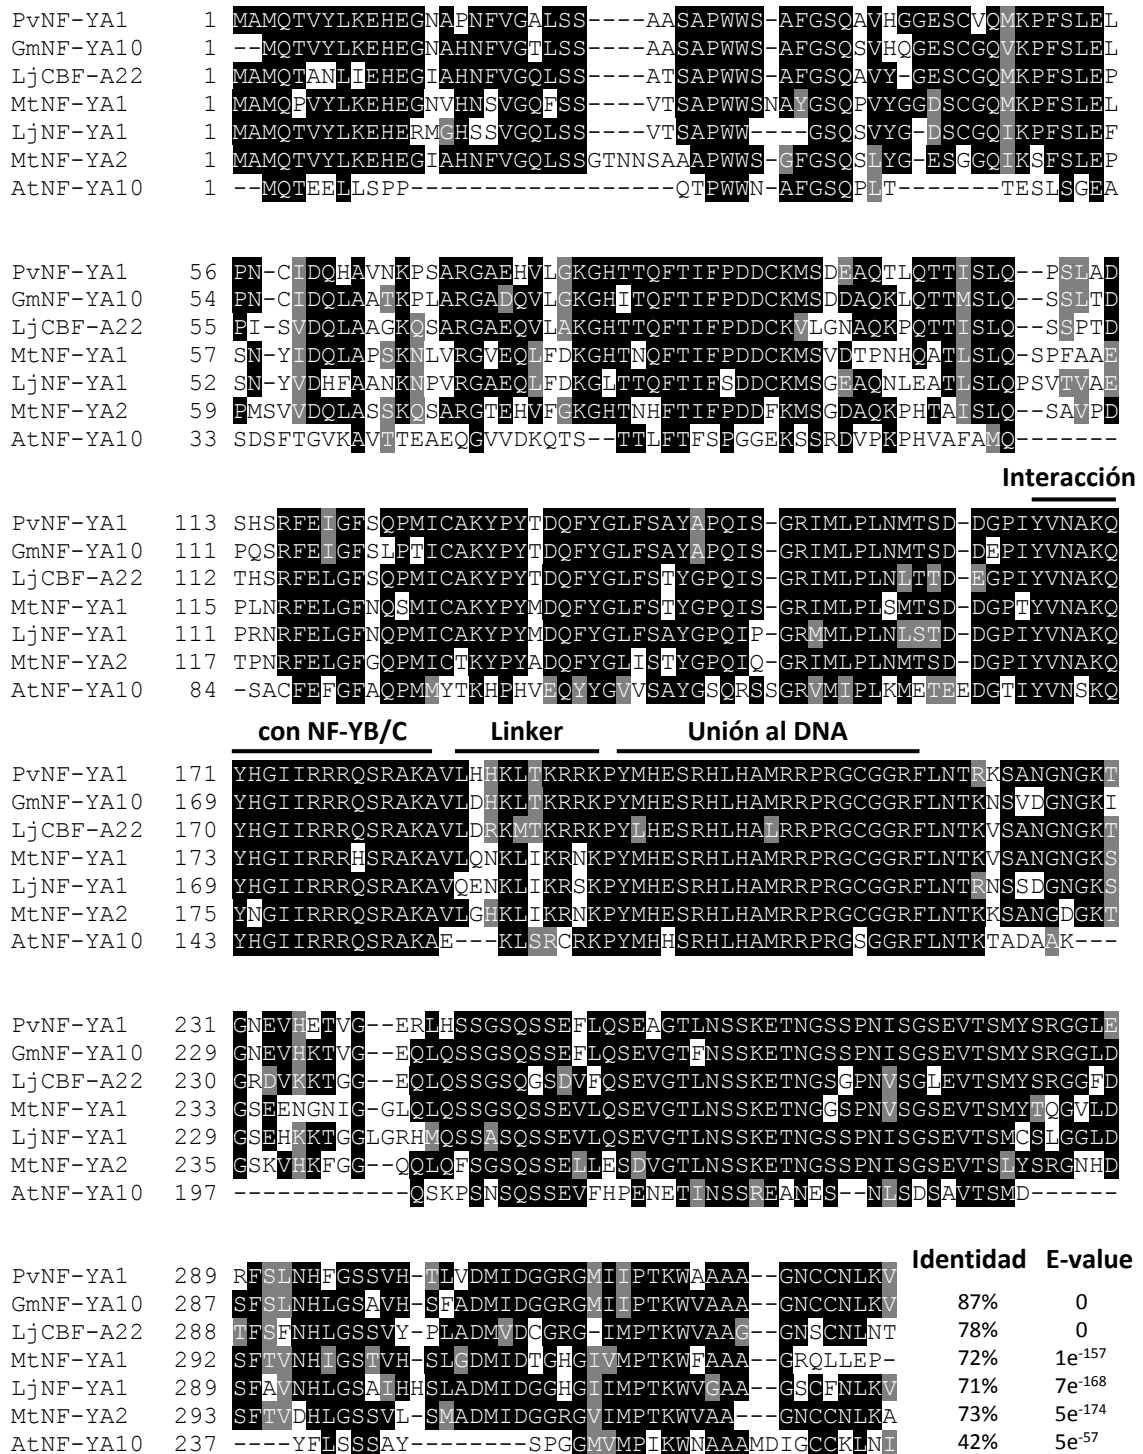 PvNF-YA1 1 MAMQTVYLKEHEGNAPNFVGALSS----AASAPWWS-AFGSQAVHGGESCVQMKPFSLEL
GmNF-YA10 1 --MQTVYLKEHEGNAHNFVGTLSS----AASAPWWS-AFGSQSVHQGESCGQVKPFSLEL
LjCBF-A22 1 MAMQTANLIEHEGIAHNFVGQLSS----ATSAPWWS-AFGSQAVY-GESCGQMKPFSLEP
MtNF-YA1 1 MAMQPVYLKEHEGNVHNSVGQFSS----VTSAPWWSNAYGSQPVYGGDSCGQMKPFSLEL
LjNF-YA1 1 MAMQTVYLKEHERMGHSSVGQLSS----VTSAPWW----GSQSVYG-DSCGQIKPFSLEF
MtNF-YA2 1 MAMQTVYLKEHEGIAHNFVGQLSSGTNNSAAAPWWS-GFGSQSLYG-ESGGQIKSFSLEP
AtNF-YA10 1 --MQTEELLSPP------------------QTPWWN-AFGSQPLT-------TESLSGEA
PvNF-YA1 56 PN-CIDQHAVNKPSARGAEHVLGKGHTTQFTIFPDDCKMSDEAQTLQTTISLQ--PSLAD
GmNF-YA10 54 PN-CIDQLAATKPLARGADQVLGKGHITQFTIFPDDCKMSDDAQKLQTTMSLQ--SSLTD
LjCBF-A22 55 PI-SVDQLAAGKQSARGAEQVLAKGHTTQFTIFPDDCKVLGNAQKPQTTISLQ--SSPTD
MtNF-YA1 57 SN-YIDQLAPSKNLVRGVEQLFDKGHTNQFTIFPDDCKMSVDTPNHQATLSLQ-SPFAAE
LjNF-YA1 52 SN-YVDHFAANKNPVRGAEQLFDKGLTTQFTIFSDDCKMSGEAQNLEATLSLQPSVTVAE
MtNF-YA2 59 PMSVVDQLASSKQSARGTEHVFGKGHTNHFTIFPDDFKMSGDAQKPHTAISLQ--SAVPD
AtNF-YA10 33 SDSFTGVKAVTTEAEQGVVDKQTS--TTLFTFSPGGEKSSRDVPKPHVAFAMQ-------
Interacción
PvNF-YA1 113 SHSRFEIGFSQPMICAKYPYTDQFYGLFSAYAPQIS-GRIMLPLNMTSD-DGPIYVNAKQ
GmNF-YA10 111 PQSRFEIGFSLPTICAKYPYTDQFYGLFSAYAPQIS-GRIMLPLNMTSD-DEPIYVNAKQ
LjCBF-A22 112 THSRFELGFSQPMICAKYPYTDQFYGLFSTYGPQIS-GRIMLPLNLTTD-EGPIYVNAKQ
MtNF-YA1 115 PLNRFELGFNQSMICAKYPYMDQFYGLFSTYGPQIS-GRIMLPLSMTSD-DGPTYVNAKQ
LjNF-YA1 111 PRNRFELGFNQPMICAKYPYMDQFYGLFSAYGPQIP-GRMMLPLNLSTD-DGPIYVNAKQ
MtNF-YA2 117 TPNRFELGFGQPMICTKYPYADQFYGLISTYGPQIQ-GRIMLPLNMTSD-DGPIYVNAKQ
AtNF-YA10 84 -SACFEFGFAQPMMYTKHPHVEQYYGVVSAYGSQRSSGRVMIPLKMETEEDGTIYVNSKQ
con NF-YB/C Linker Unión al DNA
PvNF-YA1 171 YHGIIRRRQSRAKAVLHHKLTKRRKPYMHESRHLHAMRRPRGCGGRFLNTRKSANGNGKT
GmNF-YA10 169 YHGIIRRRQSRAKAVLDHKLTKRRKPYMHESRHLHAMRRPRGCGGRFLNTKNSVDGNGKI
LjCBF-A22 170 YHGIIRRRQSRAKAVLDRKMTKRRKPYLHESRHLHALRRPRGCGGRFLNTKVSANGNGKT
MtNF-YA1 173 YHGIIRRRHSRAKAVLQNKLIKRNKPYMHESRHLHAMRRPRGCGGRFLNTKVSANGNGKS
LjNF-YA1 169 YHGIIRRRQSRAKAVQENKLIKRSKPYMHESRHLHAMRRPRGCGGRFLNTRNSSDGNGKS
MtNF-YA2 175 YNGIIRRRQSRAKAVLGHKLIKRNKPYMHESRHLHAMRRPRGCGGRFLNTKKSANGDGKT
AtNF-YA10 143 YHGIIRRRQSRAKAE---KLSRCRKPYMHHSRHLHAMRRPRGSGGRFLNTKTADAAK---
PvNF-YA1 231 GNEVHETVG--ERLHSSGSQSSEFLQSEAGTLNSSKETNGSSPNISGSEVTSMYSRGGLE
GmNF-YA10 229 GNEVHKTVG--EQLQSSGSQSSEFLQSEVGTFNSSKETNGSSPNISGSEVTSMYSRGGLD
LjCBF-A22 230 GRDVKKTGG--EQLQSSGSQGSDVFQSEVGTLNSSKETNGSGPNVSGLEVTSMYSRGGFD
MtNF-YA1 233 GSEENGNIG-GLQLQSSGSQSSEVLQSEVGTLNSSKETNGGSPNVSGSEVTSMYTQGVLD
LjNF-YA1 229 GSEHKKTGGLGRHMQSSASQSSEVLQSEVGTLNSSKETNGSSPNISGSEVTSMCSLGGLD
MtNF-YA2 235 GSKVHKFGG--QQLQFSGSQSSELLESDVGTLNSSKETNGSSPNISGSEVTSLYSRGNHD
AtNF-YA10 197 ------------QSKPSNSQSSEVFHPENETINSSREANES--NLSDSAVTSMD------
Identidad E-value
PvNF-YA1 289 RFSLNHFGSSVH-TLVDMIDGGRGMIIPTKWAAAA--GNCCNLKV
GmNF-YA10 287 SFSLNHLGSAVH-SFADMIDGGRGMIIPTKWVAAA--GNCCNLKV 87% 0
LjCBF-A22 288 TFSFNHLGSSVY-PLADMVDCGRG-IMPTKWVAAG--GNSCNLNT 78% 0
MtNF-YA1 292 SFTVNHIGSTVH-SLGDMIDTGHGIVMPTKWFAAA--GRQLLEP- 72% 1e-157
LjNF-YA1 289 SFAVNHLGSAIHHSLADMIDGGHGIIMPTKWVGAA--GSCFNLKV 71% 7e-168
MtNF-YA2 293 SFTVDHLGSSVL-SMADMIDGGRGVIMPTKWVAA---GNCCNLKA 73% 5e-174
AtNF-YA10 237 ----YFLSSSAY-------SPGGMVMPIKWNAAAMDIGCCKLNI 42% 5e-57